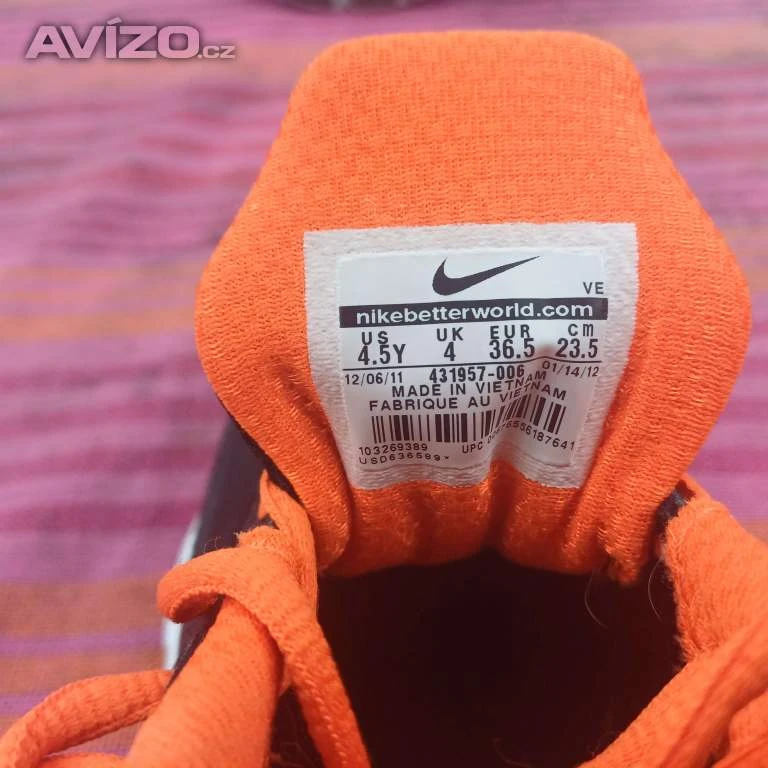 AVÍZO.cz
VE
nikebetterworld.com
US UK EUR cm
4.5Y 4 36.5 23.5
12/06/11 431957-006 01/14/12
MADE IN VIETNAM
FABRIQUE AU VIETNAM
103269389
USD636589*
UPC